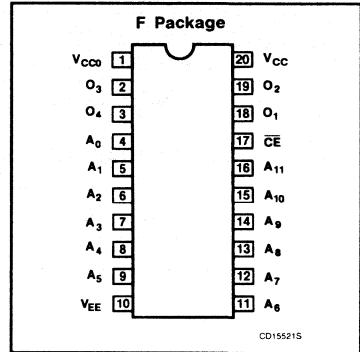 F Package
VCC0 1 20 VCC
O3 2 19 O2
O4 3 18 O1
A0 4 17 C̅E̅
A1 5 16 A11
A2 6 15 A10
A3 7 14 A9
A4 8 13 A8
A5 9 12 A7
VEE 10 11 A6
CD15521S